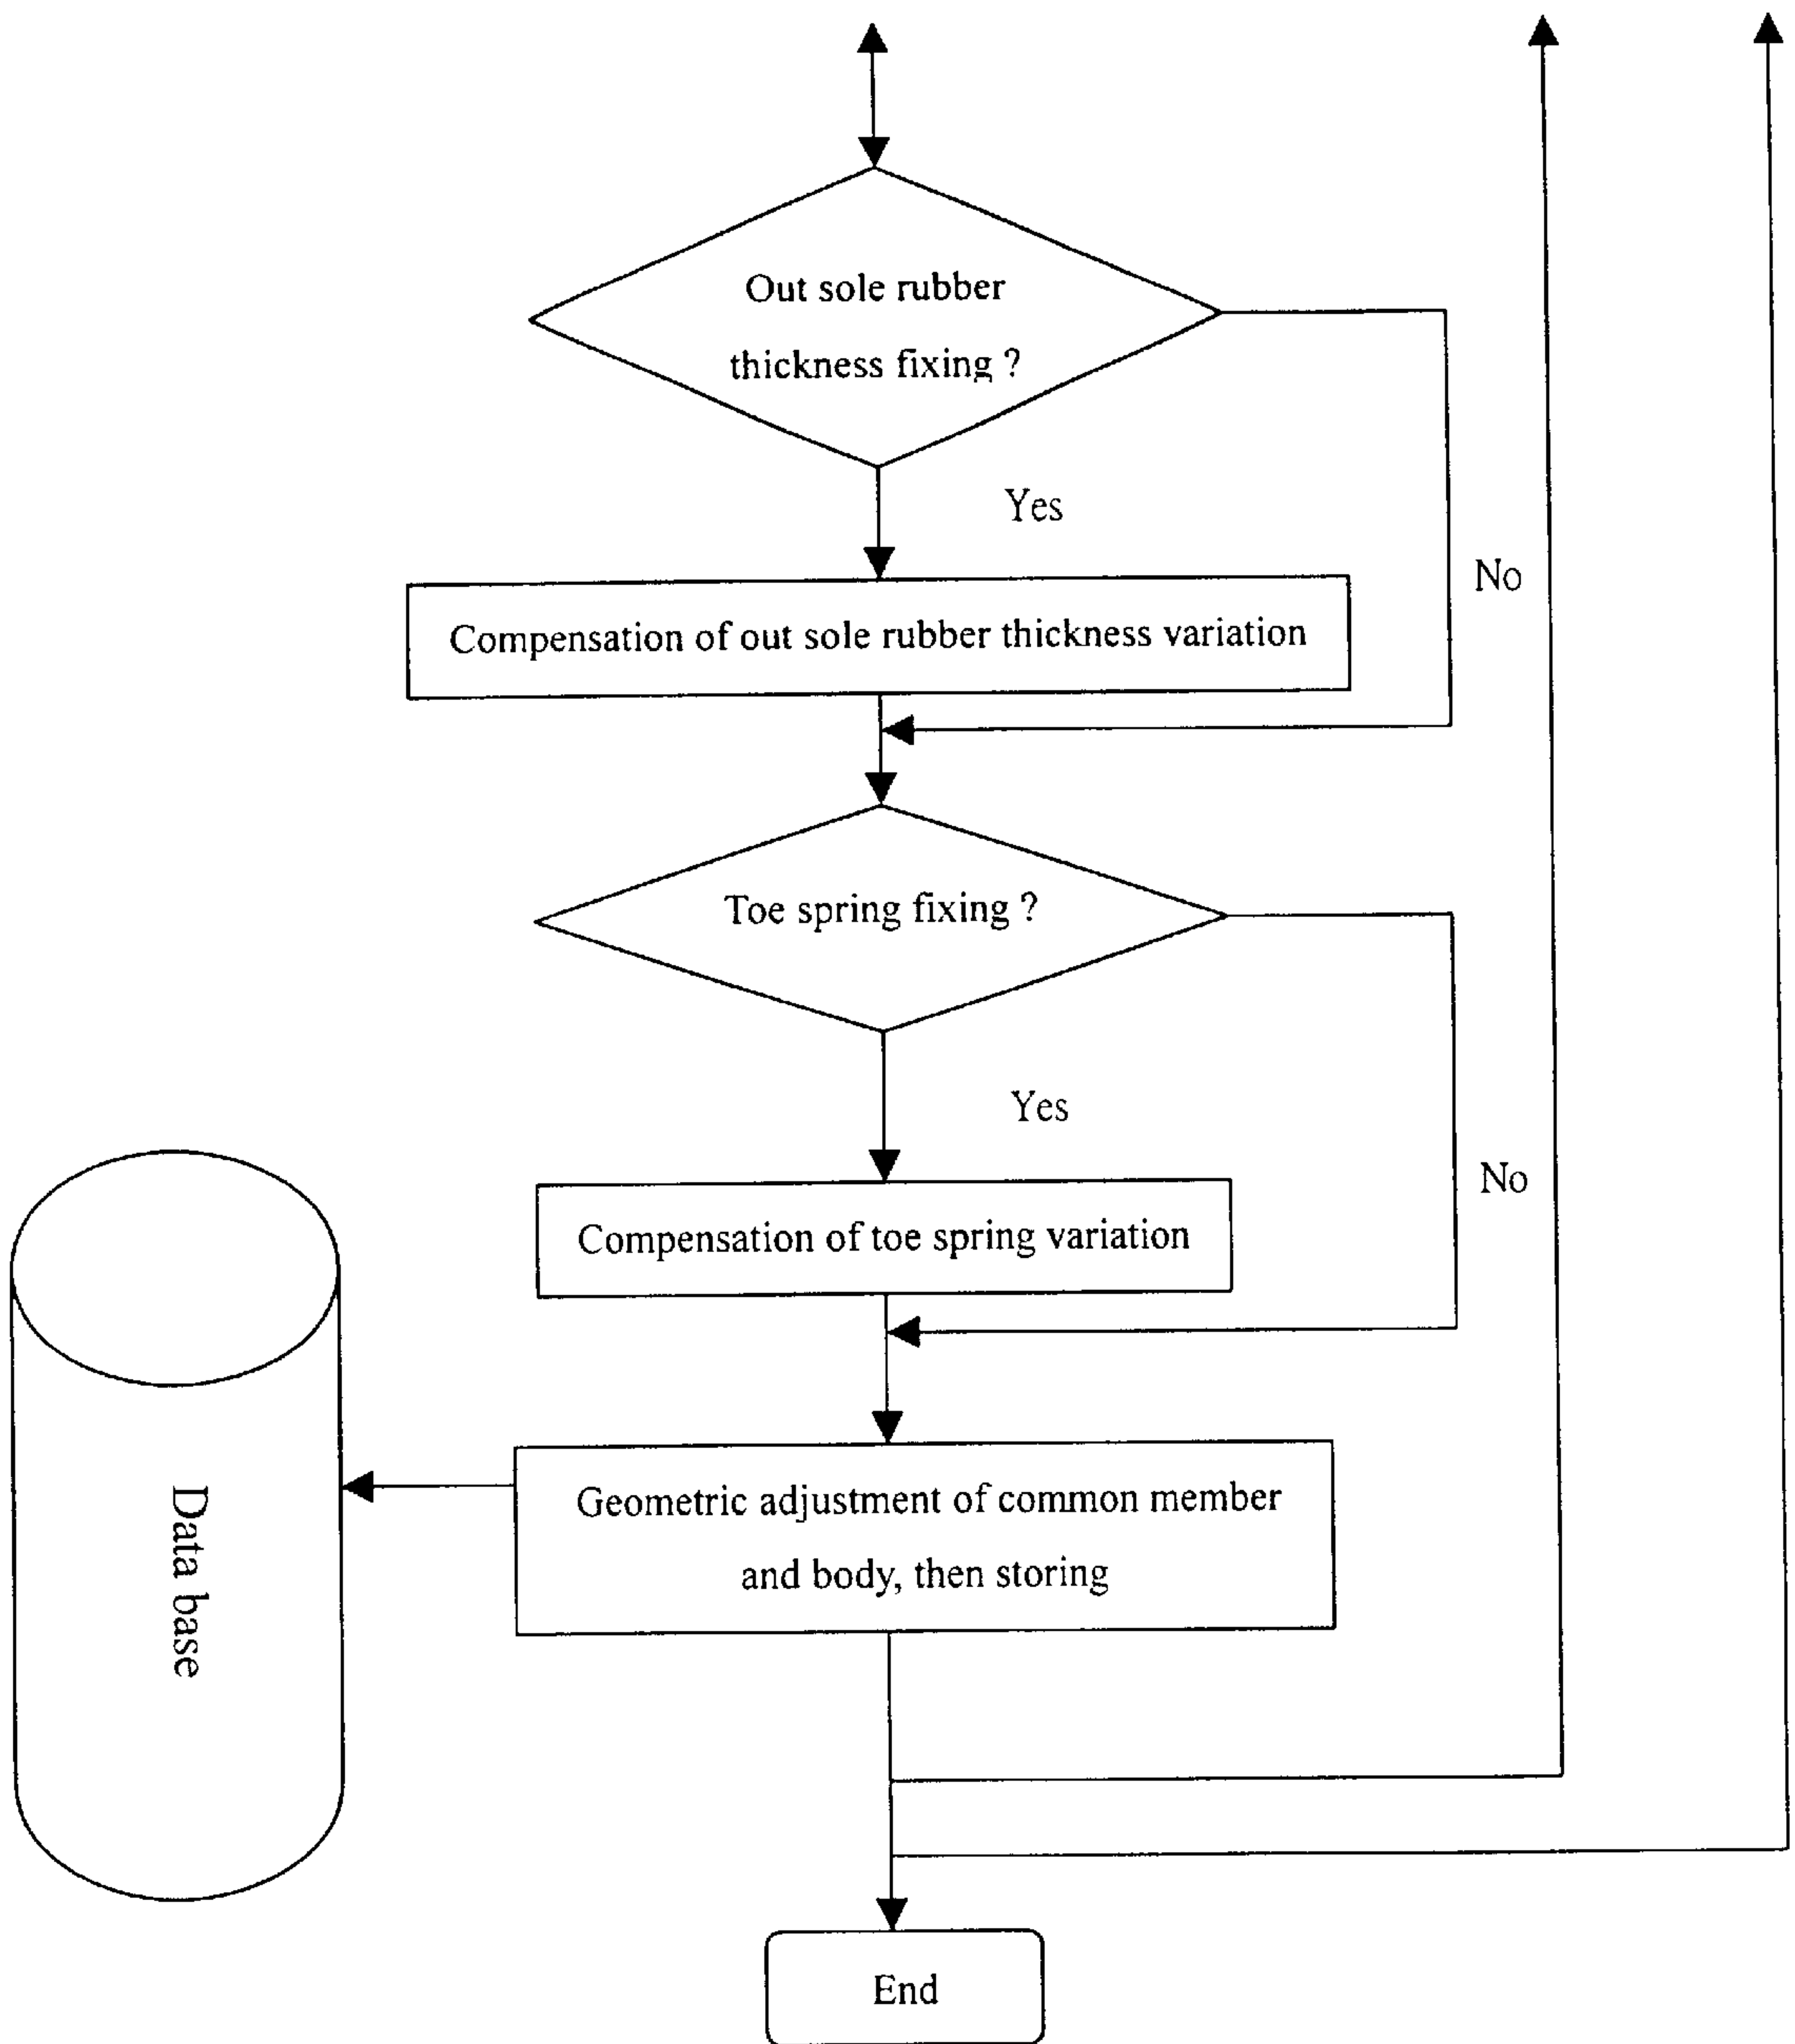 Out sole rubber
thickness fixing ?
Yes
No
Compensation of out sole rubber thickness variation
Toe spring fixing ?
Yes
No
Compensation of toe spring variation
Data base
Geometric adjustment of common member
and body, then storing
End